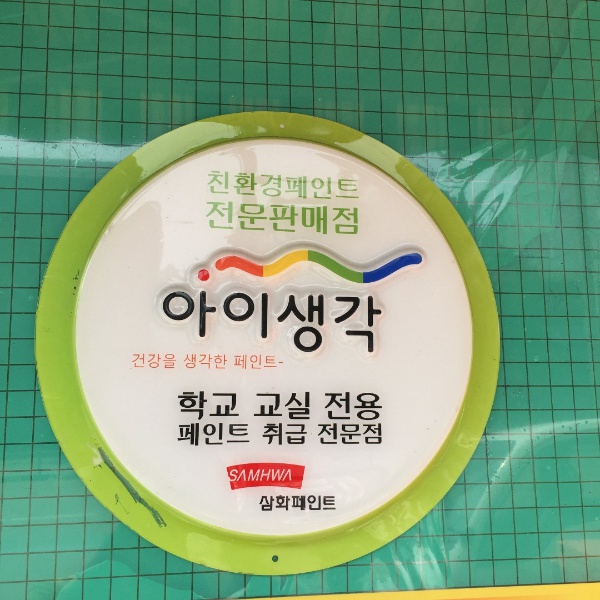 친환경페인트
전운판매점
아이생각
건강을 생각한 페인트-
학교 교실 전용
페인트 취급 전문점
SAMHWA
삼화페인트